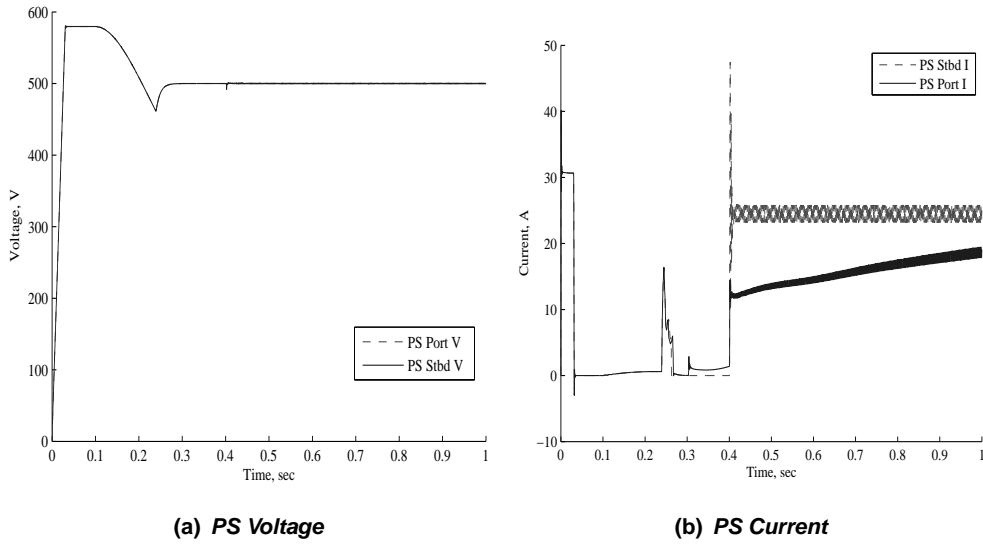 600
500
400
300
200
100
0
Voltage, V
0 0.1 0.2 0.3 0.4 0.5 0.6 0.7 0.8 0.9 1
Time, sec
PS Port V
PS Stbd V
(a) PS Voltage
50
40
30
20
10
0
−10
Current, A
0 0.1 0.2 0.3 0.4 0.5 0.6 0.7 0.8 0.9 1
Time, sec
PS Stbd I
PS Port I
(b) PS Current